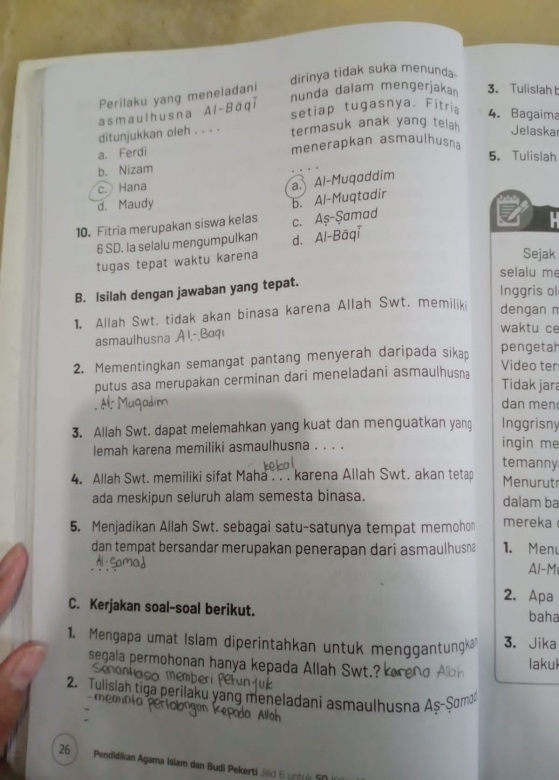 Perilaku yang meneladani
asmaulhusna Al-Bāqī
ditunjukkan oleh . . . .
a. Ferdi
b. Nizam
c. Hana
d. Maudy
10. Fitria merupakan siswa kelas
6 SD. Ia selalu mengumpulkan
tugas tepat waktu karena
dirinya tidak suka menunda-
nunda dalam mengerjakan
setiap tugasnya. Fitria
termasuk anak yang telah
menerapkan asmaulhusna
. . . .
a. Al-Muqaddim
b. Al-Muqtadir
c. Aṣ-Ṣamad
d. Al-Bāqī
B. Isilah dengan jawaban yang tepat.
1. Allah Swt. tidak akan binasa karena Allah Swt. memiliki
asmaulhusna Al-Baqi
2. Mementingkan semangat pantang menyerah daripada sikap
putus asa merupakan cerminan dari meneladani asmaulhusna
Al-Muqadim
3. Allah Swt. dapat melemahkan yang kuat dan menguatkan yang
lemah karena memiliki asmaulhusna . . . .
kekal
4. Allah Swt. memiliki sifat Maha . . . karena Allah Swt. akan tetap
ada meskipun seluruh alam semesta binasa.
5. Menjadikan Allah Swt. sebagai satu-satunya tempat memohon
dan tempat bersandar merupakan penerapan dari asmaulhusna
. . . .
C. Kerjakan soal-soal berikut.
1. Mengapa umat Islam diperintahkan untuk menggantungkan
segala permohonan hanya kepada Allah Swt.? karena Allah
memberi Petunjuk
2. Tulislah tiga perilaku yang meneladani asmaulhusna Aṣ-Ṣamad
- meminta pertolongan kepada Allah
-
-
26
Pendidikan Agama Islam dan Budi Pekerti Jilid 6 untuk SD
3. Tulislah
4. Bagaima
Jelaskan
5. Tulislah
H
Sejak
selalu me
Inggris ol
dengan m
waktu ce
pengetah
Video ter
Tidak jara
dan men
Inggrisny
ingin me
temanny
Menurut
dalam ba
mereka
1. Menu
Al-M
2. Apa
baha
3. Jika
lakuk